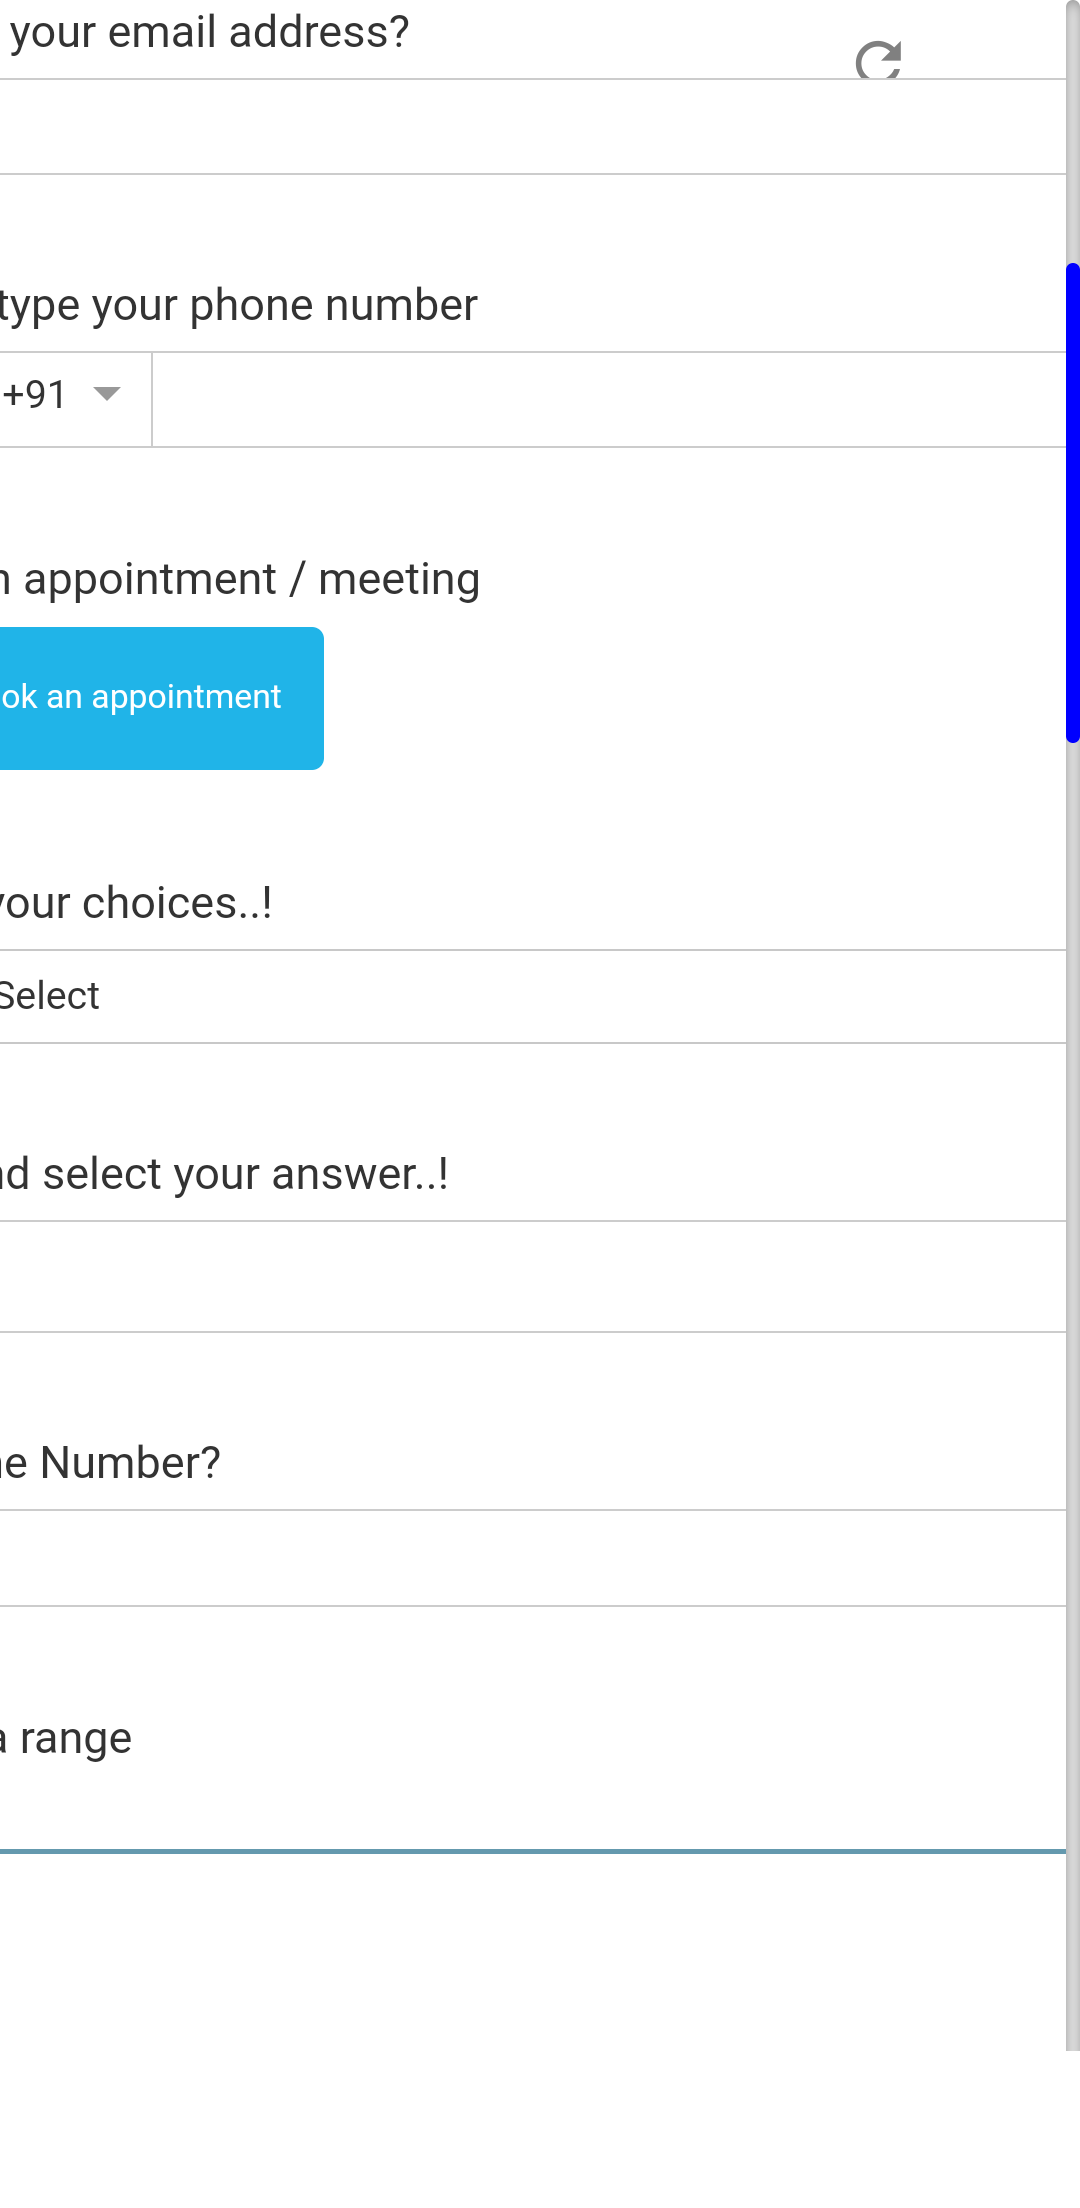 your email address?
type your phone number
+91
appointment / meeting
ok an appointment
your choices..!
Select
nd select your answer..!
e Number?
a range